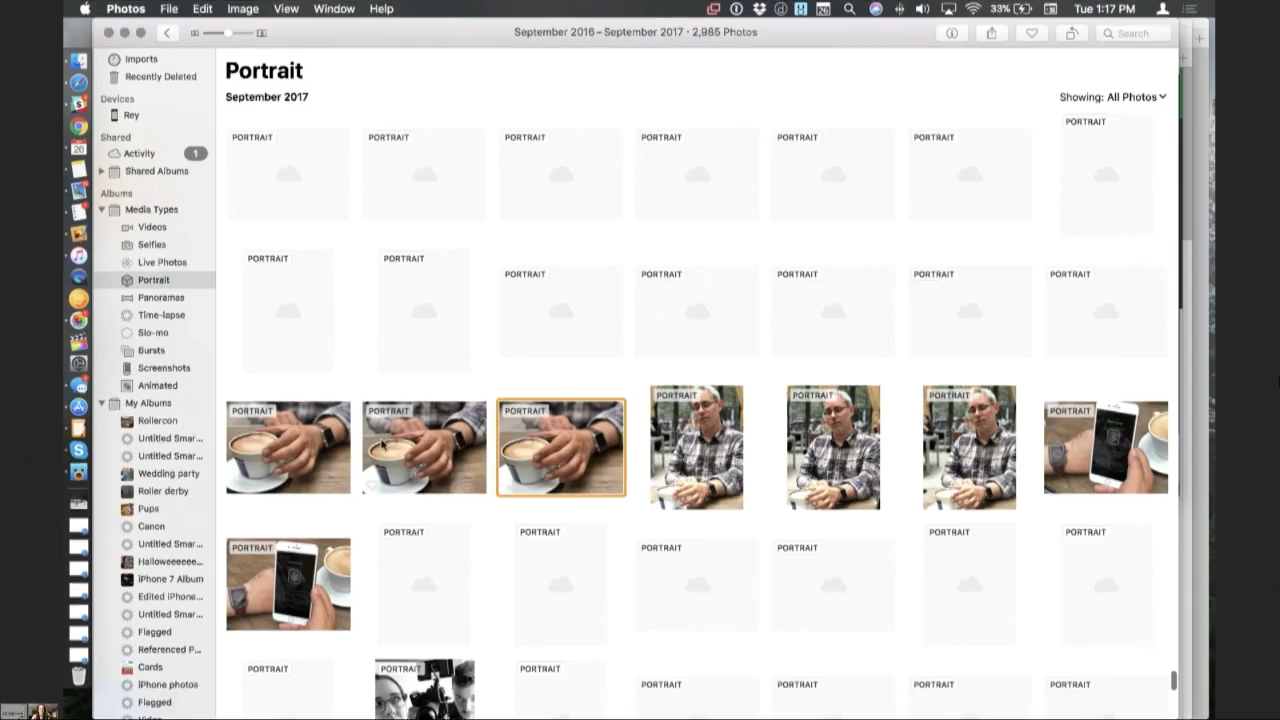 Photos File Edit Image View Window Help
33% Tue 1:17 PM
September 2016 – September 2017 · 2,985 Photos
Search
Imports
Recently Deleted
Devices
Rey
Shared
Activity 1
Shared Albums
Albums
Media Types
Videos
Selfies
Live Photos
Portrait
Panoramas
Time-lapse
Slo-mo
Bursts
Screenshots
Animated
My Albums
Rollercon
Untitled Smar...
Untitled Smar...
Wedding party
Roller derby
Pups
Canon
Untitled Smar...
Halloweeeeee...
iPhone 7 Album
Edited iPhone...
Untitled Smar...
Flagged
Referenced P...
Cards
iPhone photos
Flagged
Portrait
September 2017
Showing: All Photos
PORTRAIT PORTRAIT PORTRAIT PORTRAIT PORTRAIT PORTRAIT PORTRAIT
PORTRAIT PORTRAIT PORTRAIT PORTRAIT PORTRAIT PORTRAIT PORTRAIT
PORTRAIT PORTRAIT PORTRAIT PORTRAIT PORTRAIT PORTRAIT PORTRAIT
PORTRAIT PORTRAIT PORTRAIT PORTRAIT PORTRAIT PORTRAIT PORTRAIT
PORTRAIT PORTRAIT PORTRAIT PORTRAIT PORTRAIT PORTRAIT PORTRAIT